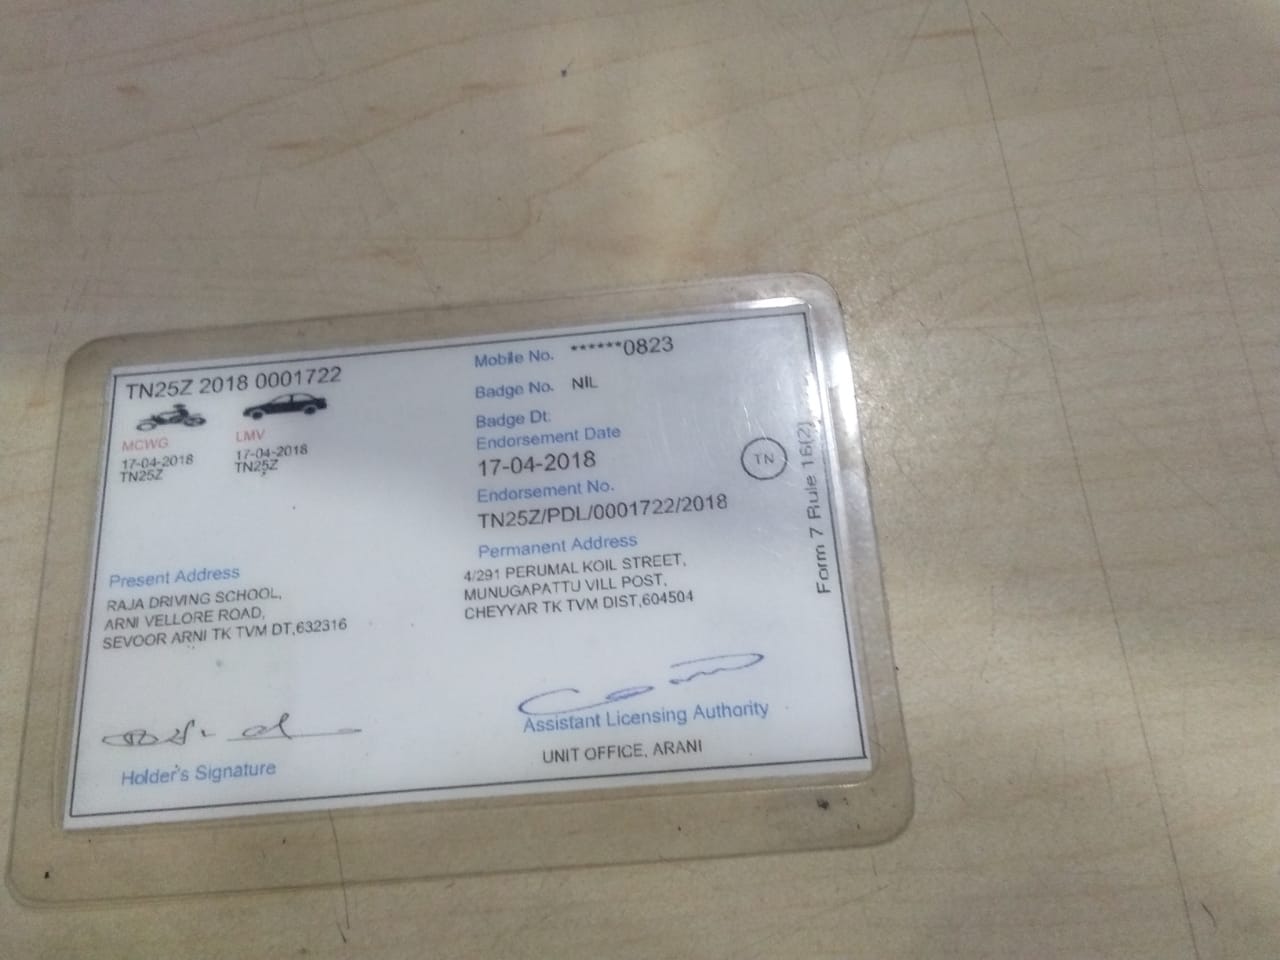 TN25Z 2018 0001722
MCWG
17-04-2018
TN25Z
LMV
17-04-2018
TN25Z
Mobile No. ******0823
Badge No. NIL
Badge Dt.
Endorsement Date
17-04-2018
Endorsement No.
TN25Z/PDL/0001722/2018
TN
Form 7 Rule 16(2)
Present Address
RAJA DRIVING SCHOOL,
ARNI VELLORE ROAD,
SEVOOR ARNI TK TVM DT,632316
Permanent Address
4/291 PERUMAL KOIL STREET,
MUNUGAPATTU VILL POST,
CHEYYAR TK TVM DIST,604504
Holder's Signature
Assistant Licensing Authority
UNIT OFFICE, ARANI